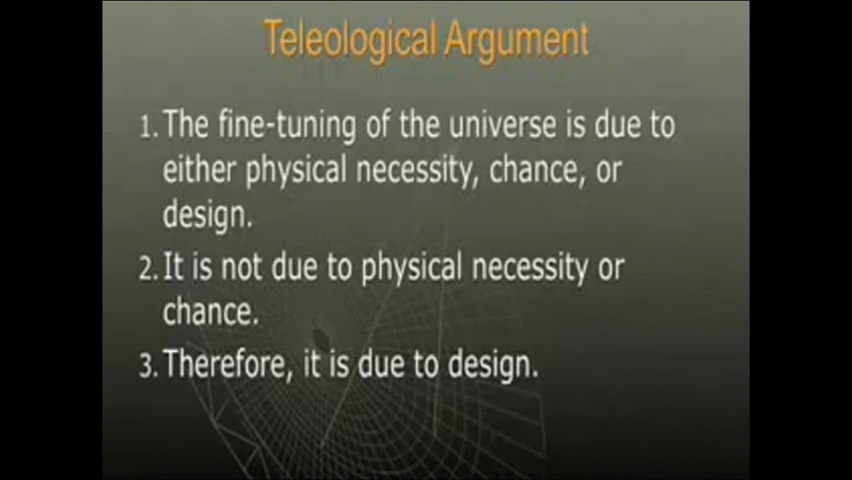 Teleological Argument
1. The fine-tuning of the universe is due to
either physical necessity, chance, or
design.
2. It is not due to physical necessity or
chance.
3. Therefore, it is due to design.